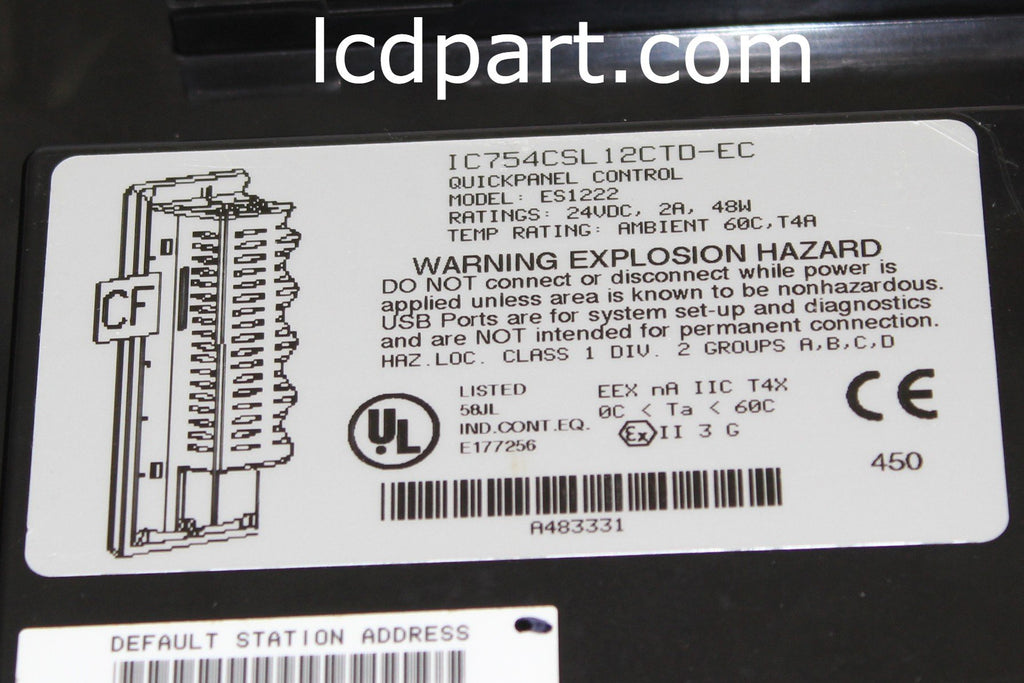 lcdpart.com
IC754CSL12CTD-EC
QUICKPANEL CONTROL
MODEL: ES1222
RATINGS: 24VDC, 2A, 48W
TEMP RATING: AMBIENT 60C,T4A
WARNING EXPLOSION HAZARD
DO NOT connect or disconnect while power is
applied unless area is known to be nonhazardous.
USB Ports are for system set-up and diagnostics
and are NOT intended for permanent connection.
HAZ.LOC. CLASS 1 DIV. 2 GROUPS A,B,C,D
CF
UL
LISTED
58JL
IND.CONT.EQ.
E177256
EEX nA IIC T4X
0C < Ta < 60C
Ex II 3 G
CE
450
A483331
DEFAULT STATION ADDRESS